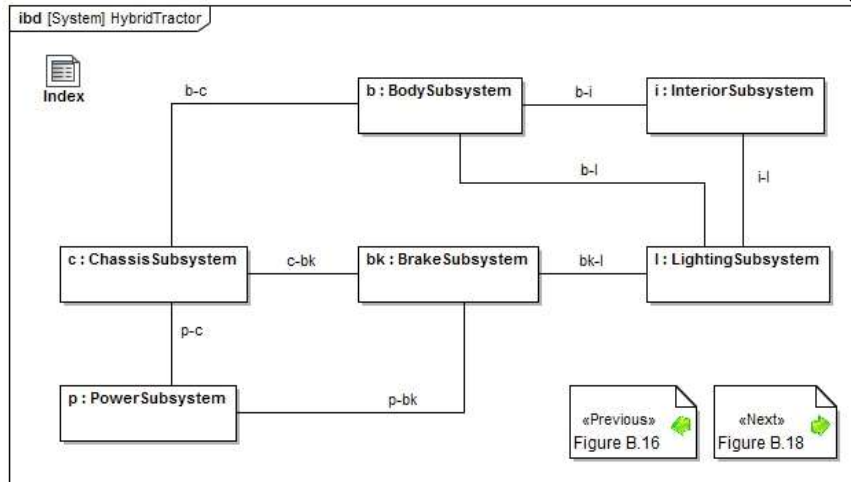 ibd [System] HybridTractor
Index
b-c
b : BodySubsystem
b-i
i : InteriorSubsystem
b-l
i-l
c : ChassisSubsystem
c-bk
bk : BrakeSubsystem
bk-l
l : LightingSubsystem
p-c
p : PowerSubsystem
p-bk
«Previous»
Figure B.16
«Next»
Figure B.18